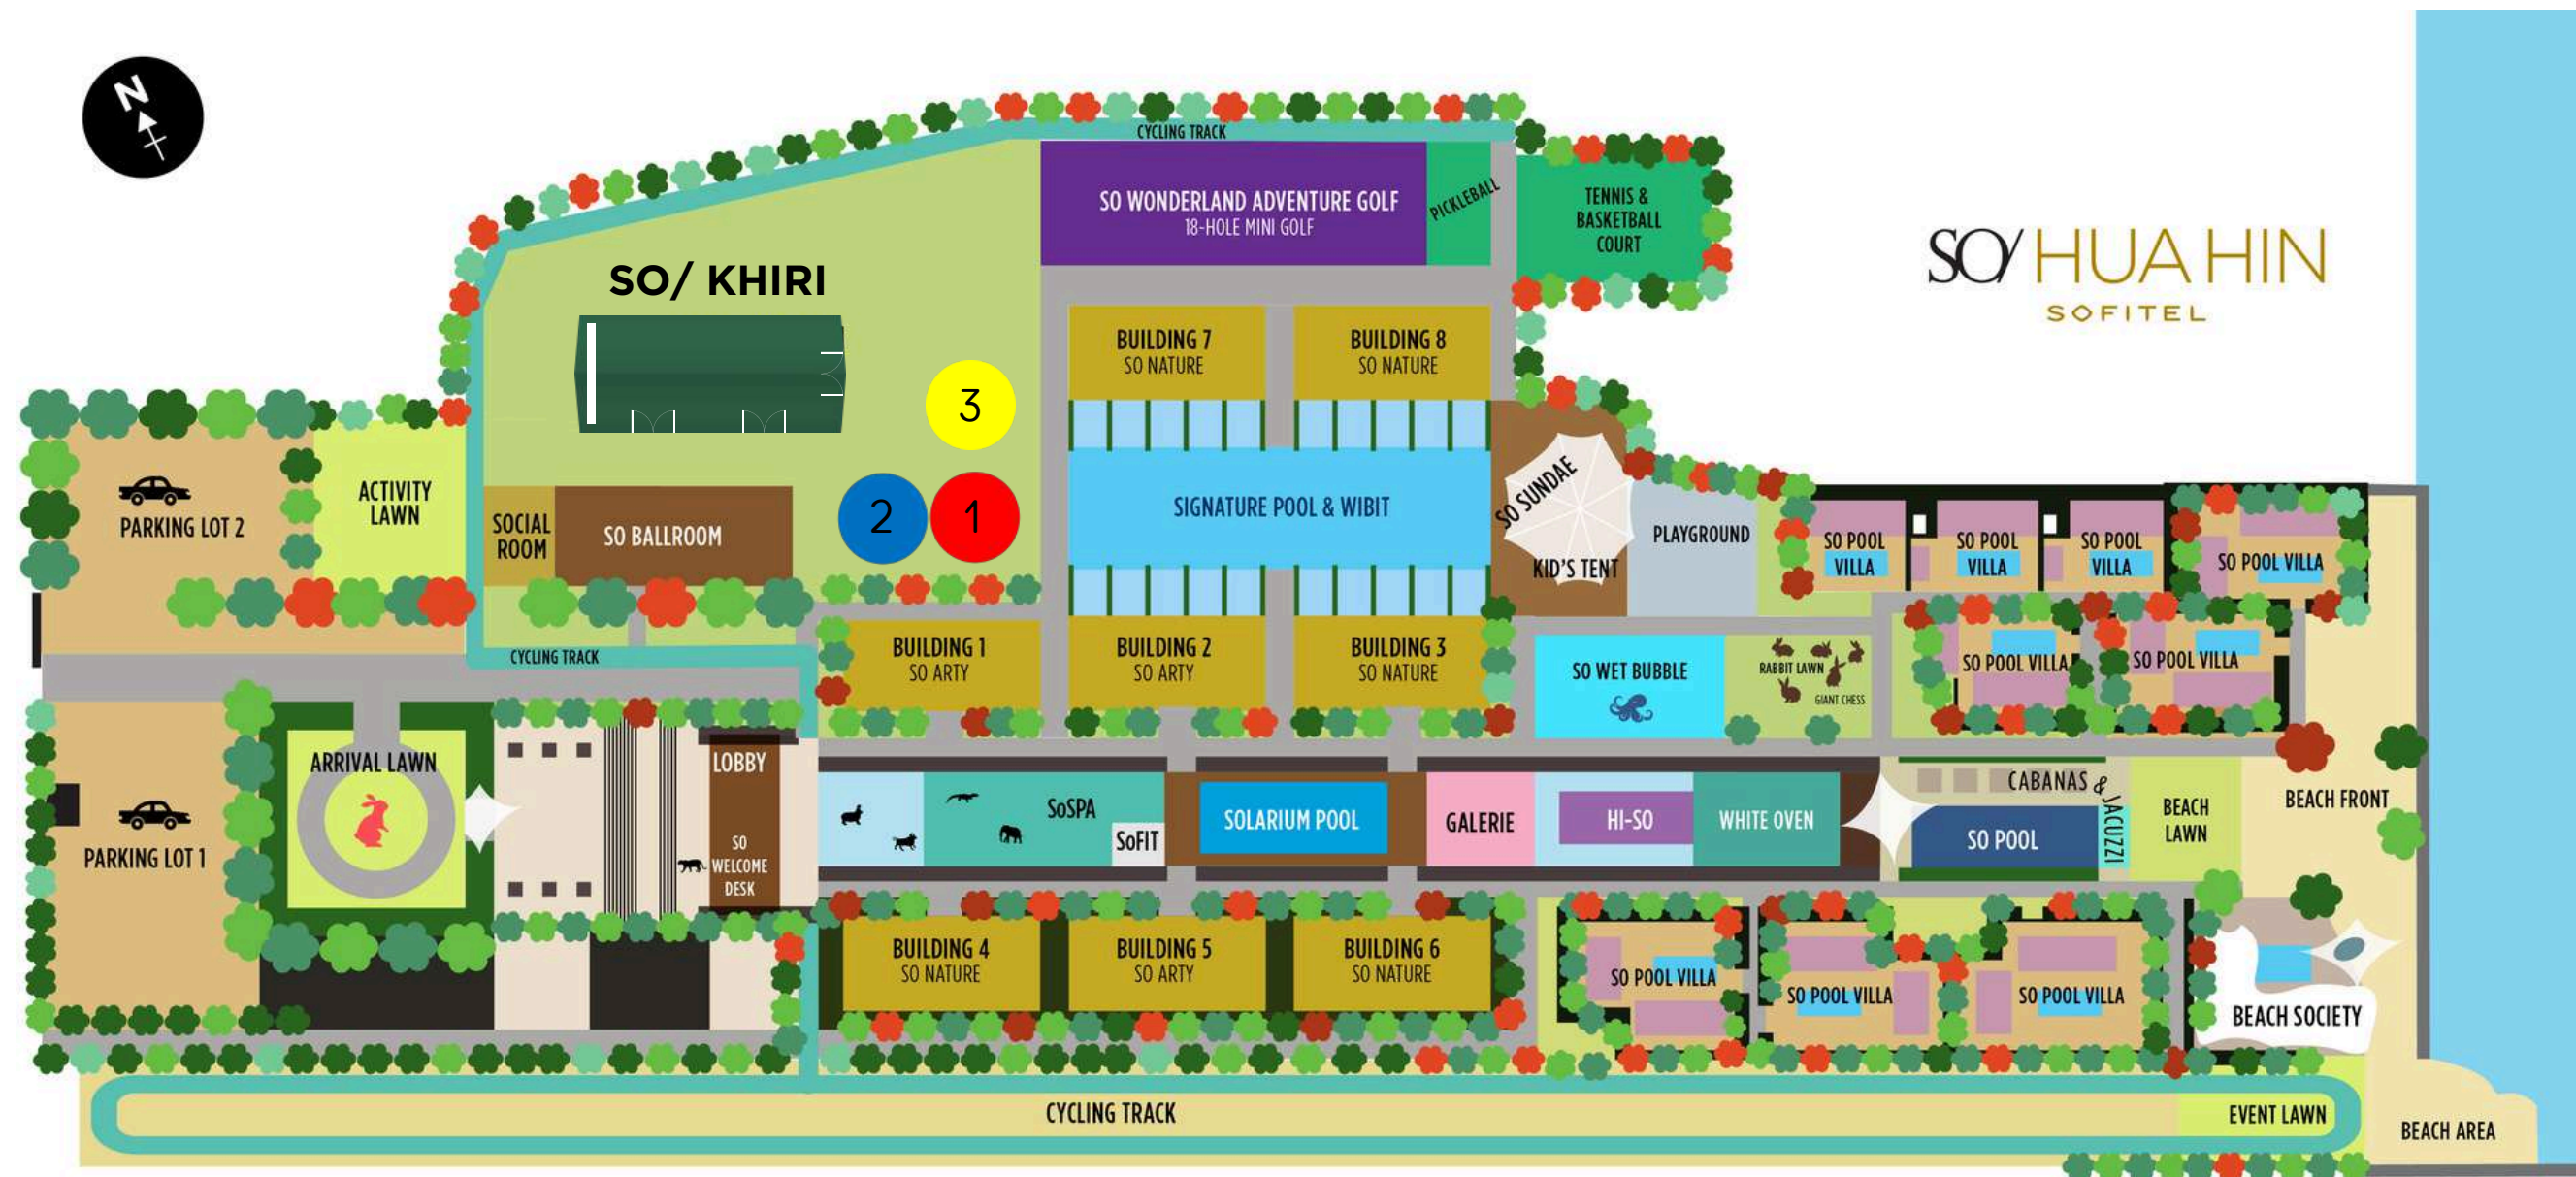 N
CYCLING TRACK
SO WONDERLAND ADVENTURE GOLF
18-HOLE MINI GOLF
PICKLEBALL
TENNIS &
BASKETBALL
COURT
SO/ HUA HIN
SOFITEL
SO/ KHIRI
BUILDING 7
SO NATURE
BUILDING 8
SO NATURE
3
2
1
PARKING LOT 2
ACTIVITY
LAWN
SOCIAL
ROOM
SO BALLROOM
SIGNATURE POOL & WIBIT
SO SUNDAE
KID'S TENT
PLAYGROUND
SO POOL
VILLA
SO POOL
VILLA
SO POOL
VILLA
SO POOL VILLA
CYCLING TRACK
BUILDING 1
SO ARTY
BUILDING 2
SO ARTY
BUILDING 3
SO NATURE
SO WET BUBBLE
RABBIT LAWN
GIANT CHESS
SO POOL VILLA
SO POOL VILLA
ARRIVAL LAWN
PARKING LOT 1
LOBBY
SO
WELCOME
DESK
SoSPA
SoFIT
SOLARIUM POOL
GALERIE
HI-SO
WHITE OVEN
CABANAS & JACUZZI
SO POOL
BEACH
LAWN
BEACH FRONT
BUILDING 4
SO NATURE
BUILDING 5
SO ARTY
BUILDING 6
SO NATURE
SO POOL VILLA
SO POOL VILLA
SO POOL VILLA
BEACH SOCIETY
CYCLING TRACK
EVENT LAWN
BEACH AREA